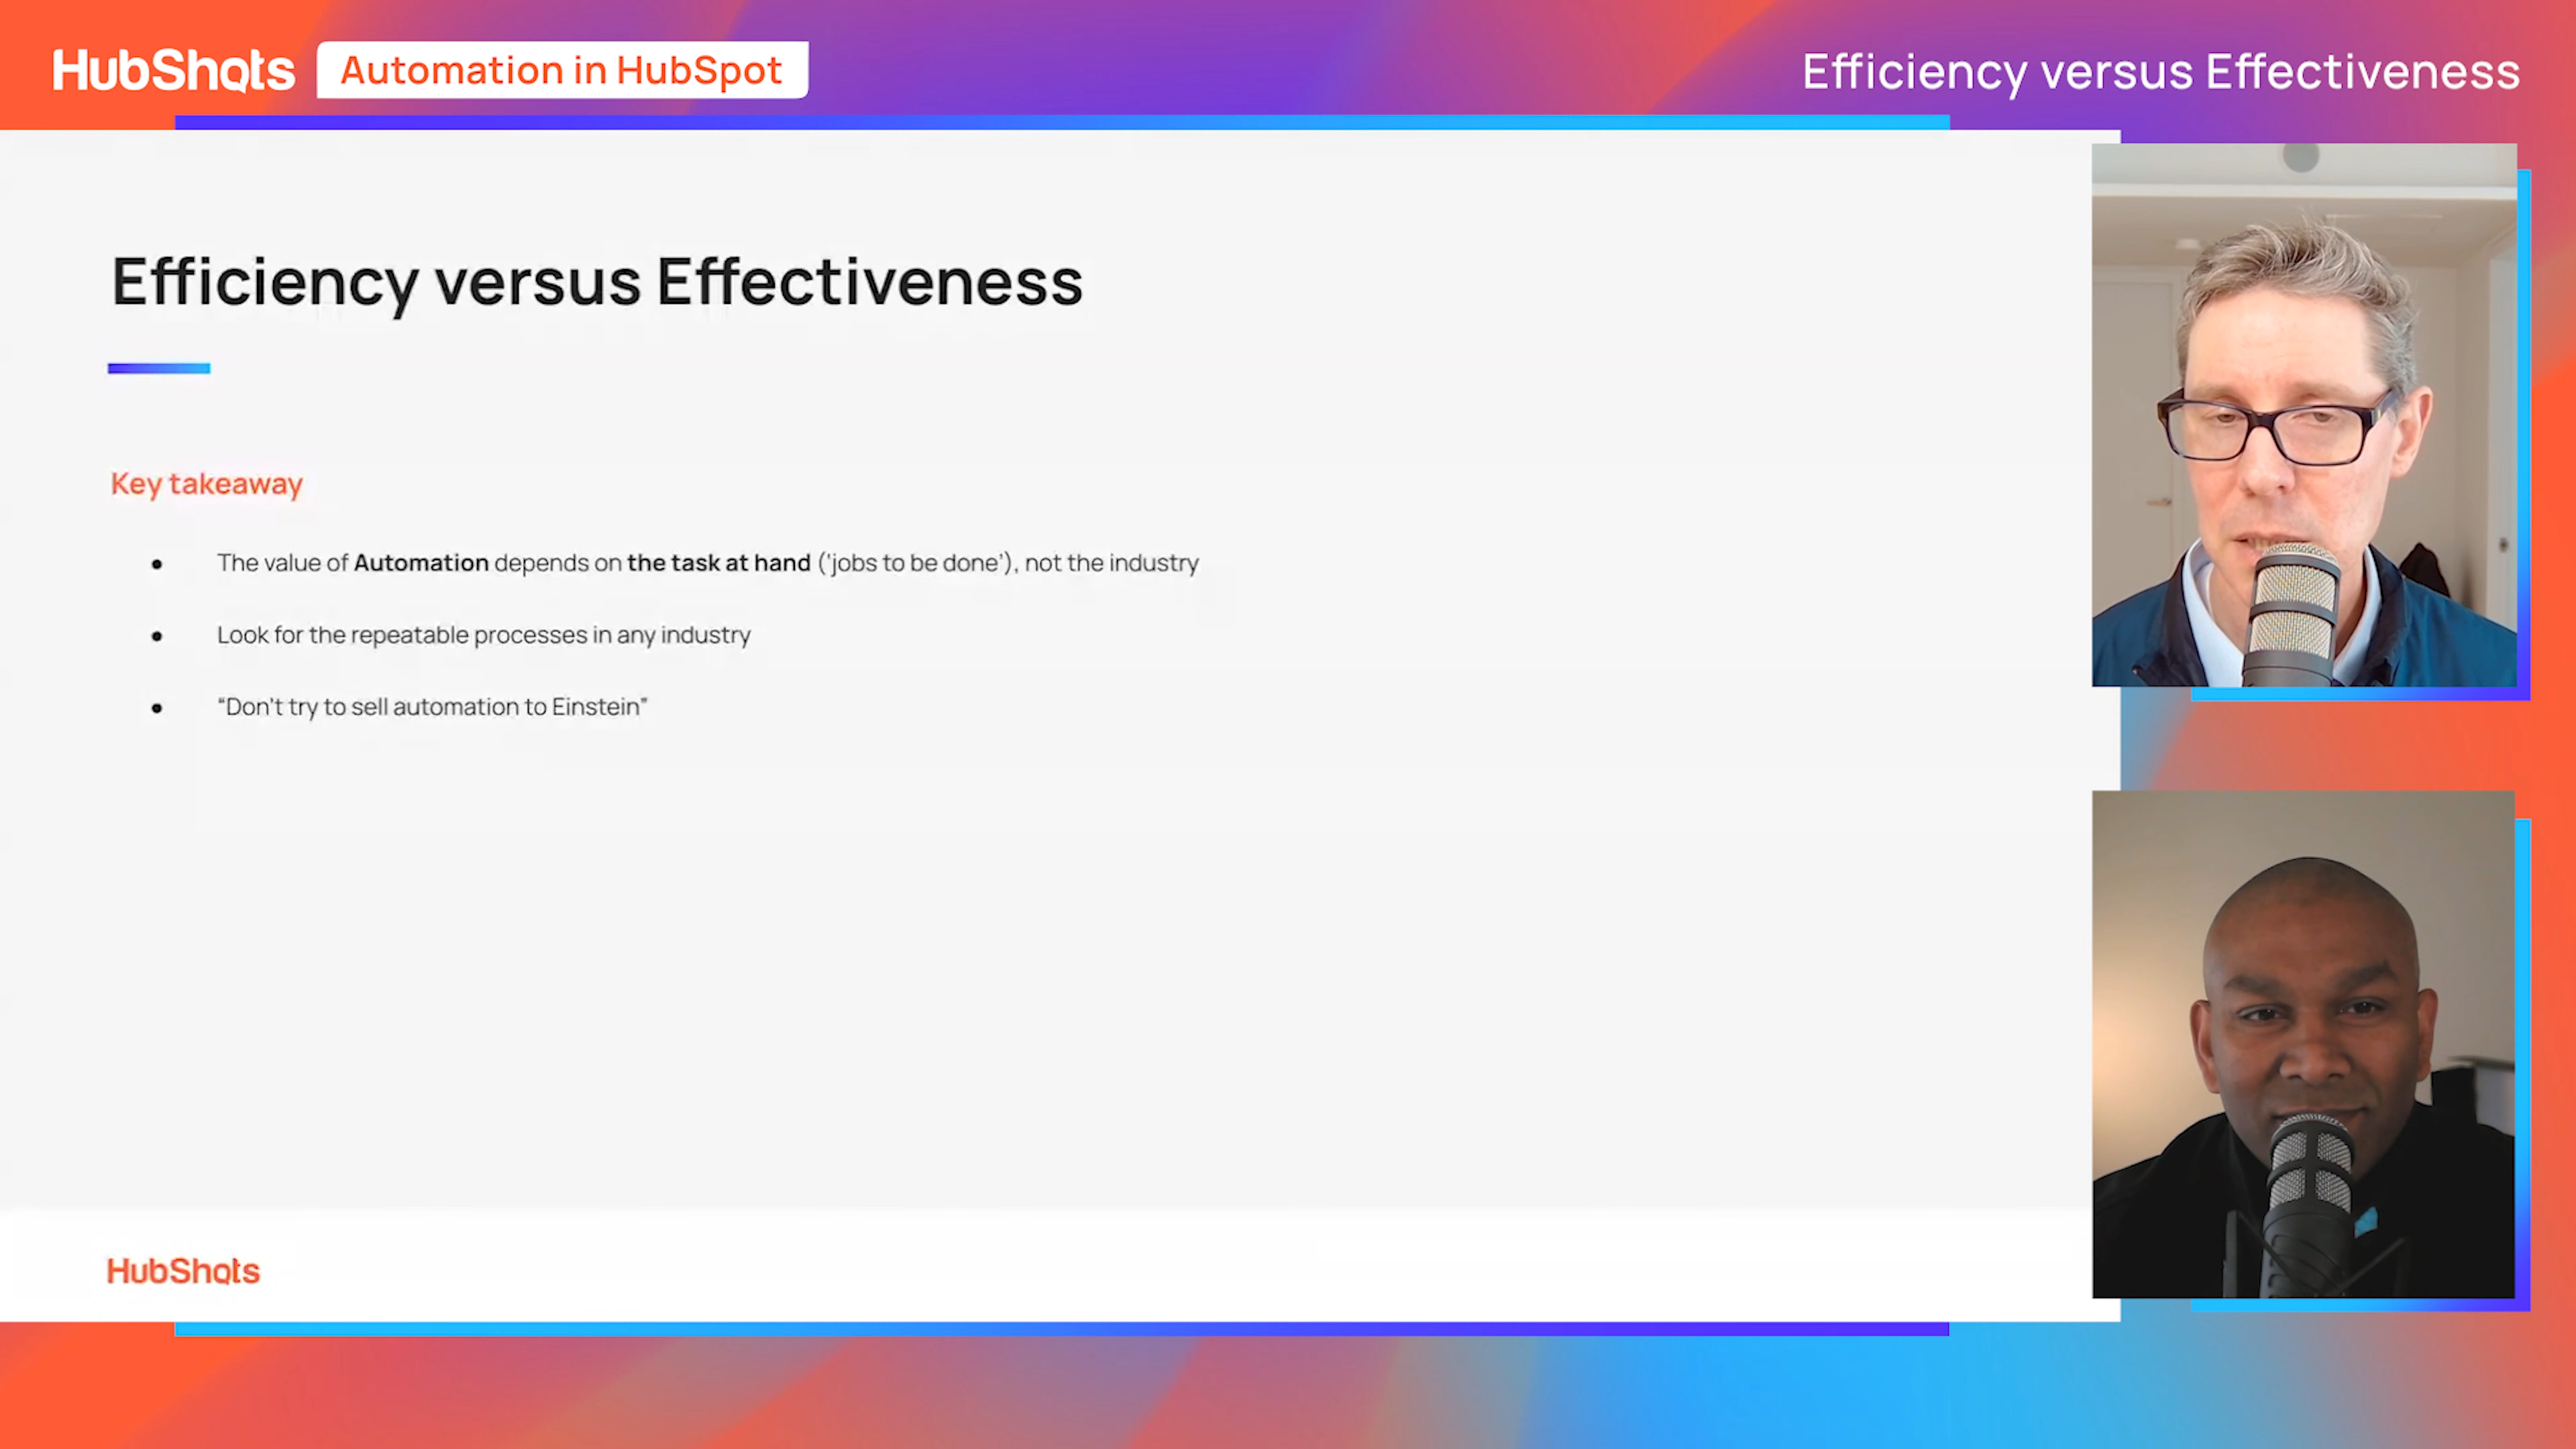 HubShots
Automation in HubSpot
Efficiency versus Effectiveness
Efficiency versus Effectiveness
Key takeaway
● The value of Automation depends on the task at hand ('jobs to be done'), not the industry
● Look for the repeatable processes in any industry
● "Don't try to sell automation to Einstein"
HubShots